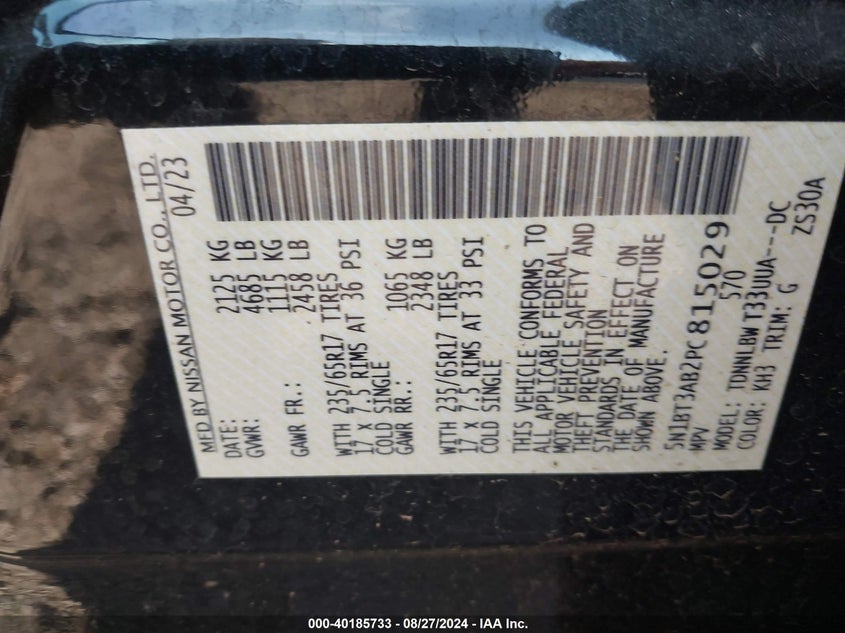 MFD BY NISSAN MOTOR CO., LTD.
DATE: 04/23
GVWR: 2125 KG
4685 LB
GAWR FR.: 1115 KG
2458 LB
WITH 235/65R17 TIRES
17 x 7.5 RIMS AT 36 PSI
COLD SINGLE
GAWR RR.: 1065 KG
2348 LB
WITH 235/65R17 TIRES
17 x 7.5 RIMS AT 33 PSI
COLD SINGLE
THIS VEHICLE CONFORMS TO
ALL APPLICABLE FEDERAL
MOTOR VEHICLE SAFETY AND
THEFT PREVENTION
STANDARDS IN EFFECT ON
THE DATE OF MANUFACTURE
SHOWN ABOVE.
5N1BT3AB2PC815029
MPV 570
MODEL: TDNNLBW T33UUA---DC
COLOR: KH3 TRIM: G ZS30A
000-40185733 - 08/27/2024 - IAA Inc.